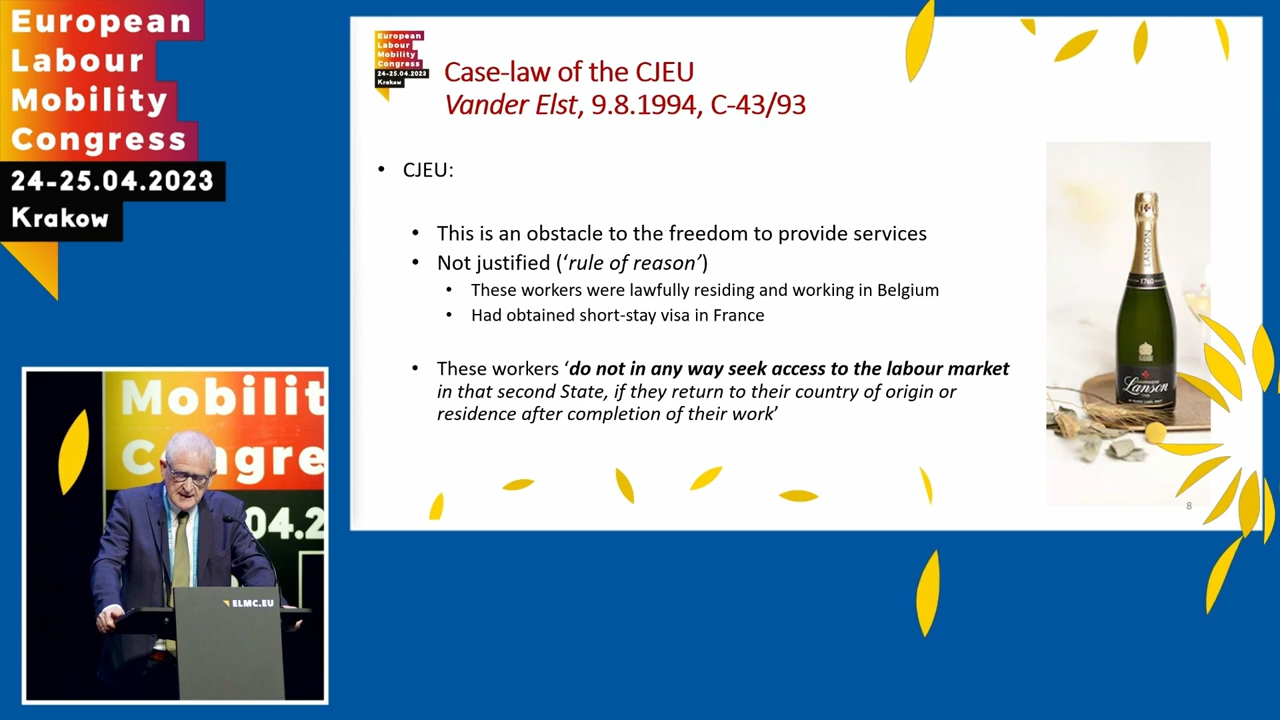 European
Labour
Mobility
Congress
24-25.04.2023
Krakow
European
Labour
Mobility
Congress
24-25.04.2023
Krakow
Case-law of the CJEU
Vander Elst, 9.8.1994, C-43/93
• CJEU:
• This is an obstacle to the freedom to provide services
• Not justified (‘rule of reason’)
• These workers were lawfully residing and working in Belgium
• Had obtained short-stay visa in France
• These workers ‘do not in any way seek access to the labour market
in that second State, if they return to their country of origin or
residence after completion of their work’
LANSON
1760
Lanson
8
Mobilit
C ngre
04.2
ELMC.EU